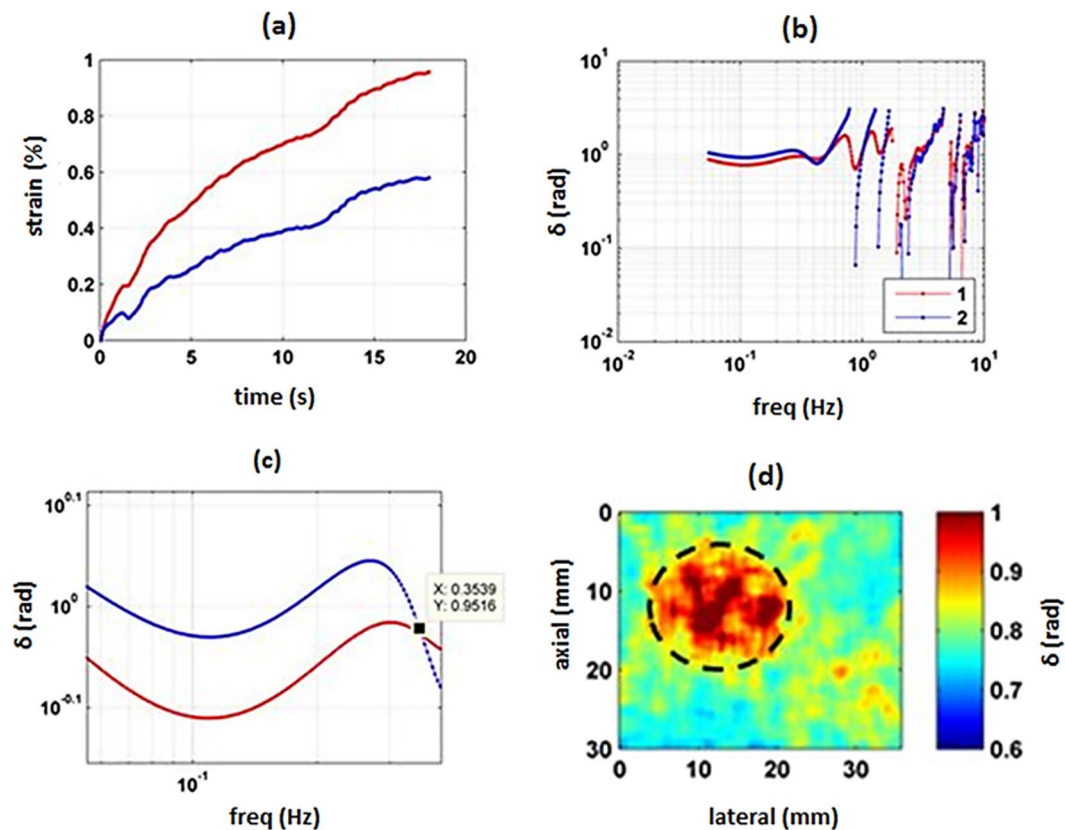 (a)
1
0.8
0.6
0.4
0.2
0
strain (%)
0 5 10 15 20
time (s)
(b)
10^1
10^0
10^-1
10^-2
δ (rad)
1
2
10^-2 10^-1 10^0 10^1
freq (Hz)
(c)
10^0.1
10^0
10^-0.1
δ (rad)
X: 0.3539
Y: 0.9516
10^-1
freq (Hz)
(d)
0
10
20
30
axial (mm)
0 10 20 30
lateral (mm)
1
0.9
0.8
0.7
0.6
δ (rad)